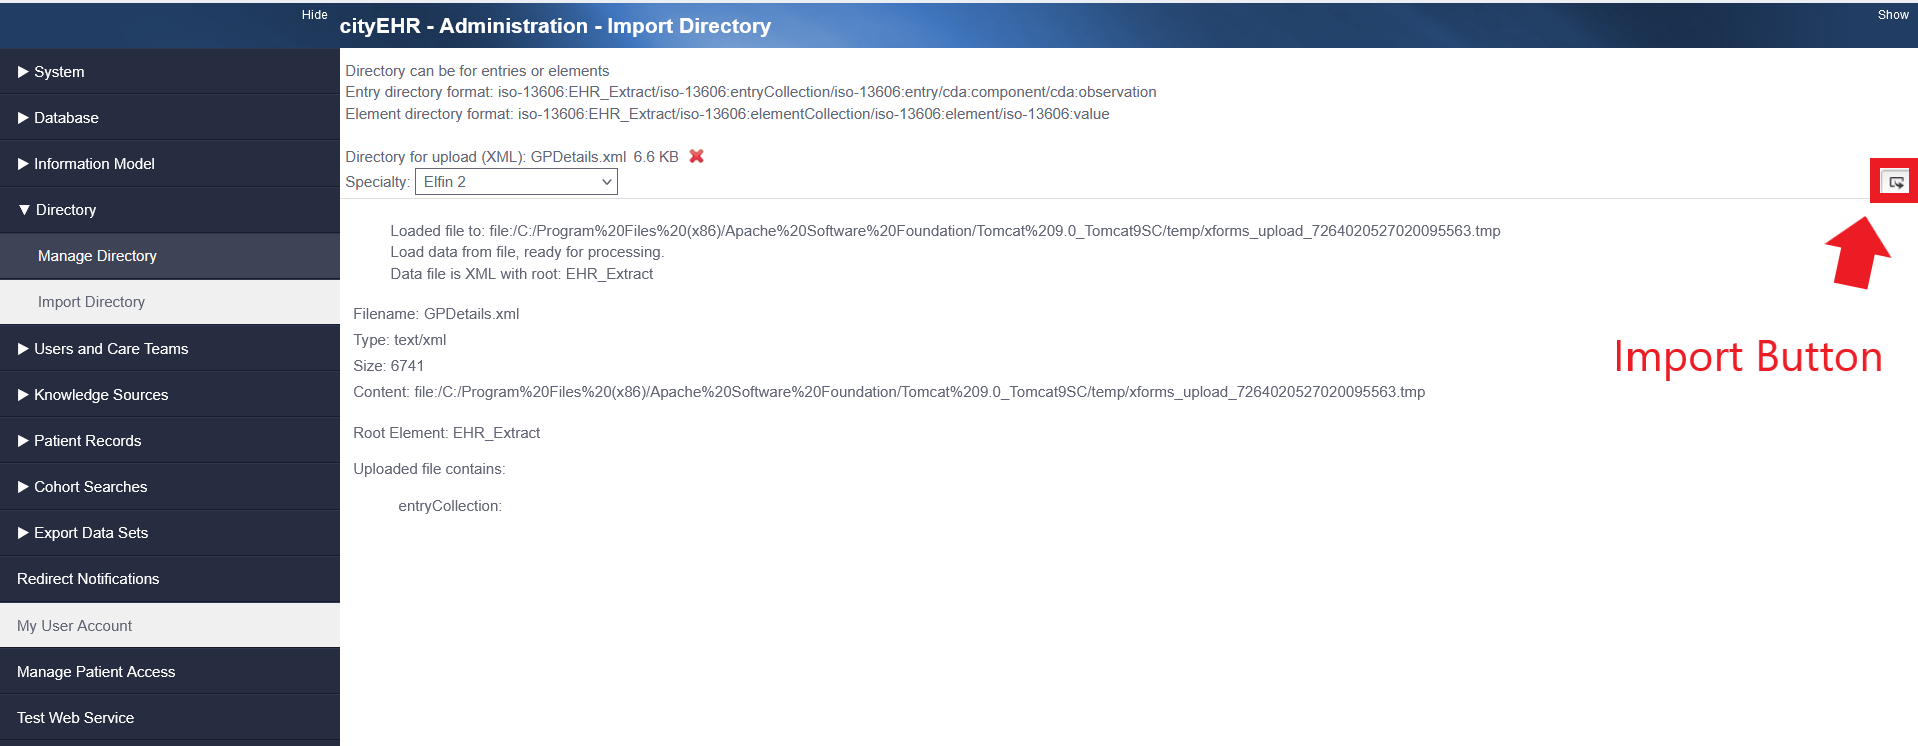 Hide
cityEHR - Administration - Import Directory
Show
System
Database
Information Model
Directory
Manage Directory
Import Directory
Users and Care Teams
Knowledge Sources
Patient Records
Cohort Searches
Export Data Sets
Redirect Notifications
My User Account
Manage Patient Access
Test Web Service
Directory can be for entries or elements
Entry directory format: iso-13606:EHR_Extract/iso-13606:entryCollection/iso-13606:entry/cda:component/cda:observation
Element directory format: iso-13606:EHR_Extract/iso-13606:elementCollection/iso-13606:element/iso-13606:value
Directory for upload (XML): GPDetails.xml 6.6 KB
Specialty: Elfin 2
Loaded file to: file:/C:/Program%20Files%20(x86)/Apache%20Software%20Foundation/Tomcat%209.0_Tomcat9SC/temp/xforms_upload_7264020527020095563.tmp
Load data from file, ready for processing.
Data file is XML with root: EHR_Extract
Filename: GPDetails.xml
Type: text/xml
Size: 6741
Content: file:/C:/Program%20Files%20(x86)/Apache%20Software%20Foundation/Tomcat%209.0_Tomcat9SC/temp/xforms_upload_7264020527020095563.tmp
Root Element: EHR_Extract
Uploaded file contains:
entryCollection:
Import Button